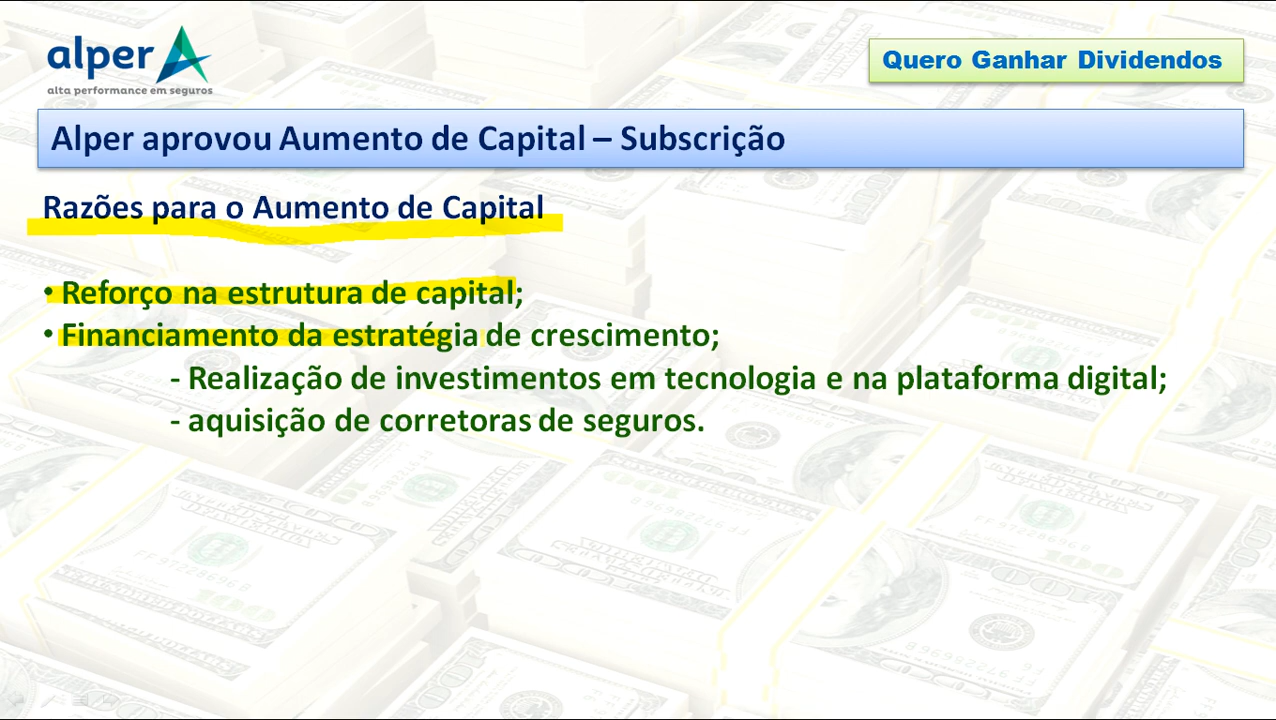 alper
alta performance em seguros
Quero Ganhar Dividendos
Alper aprovou Aumento de Capital – Subscrição
Razões para o Aumento de Capital
• Reforço na estrutura de capital;
• Financiamento da estratégia de crescimento;
- Realização de investimentos em tecnologia e na plataforma digital;
- aquisição de corretoras de seguros.